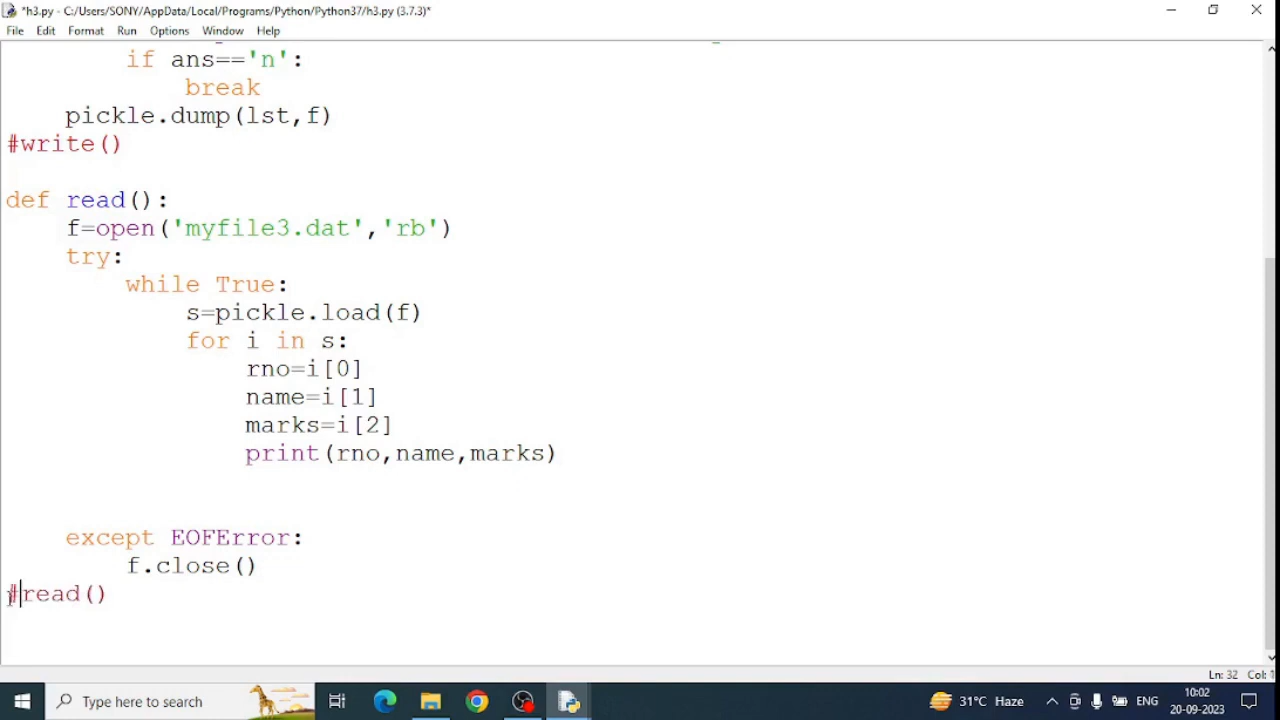 *h3.py - C:/Users/SONY/AppData/Local/Programs/Python/Python37/h3.py (3.7.3)*
File Edit Format Run Options Window Help
if ans=='n':
break
pickle.dump(lst,f)
#write()
def read():
f=open('myfile3.dat','rb')
try:
while True:
s=pickle.load(f)
for i in s:
rno=i[0]
name=i[1]
marks=i[2]
print(rno,name,marks)
except EOFError:
f.close()
#read()
Ln: 32 Col: 1
Type here to search
31°C Haze
ENG
10:02
20-09-2023